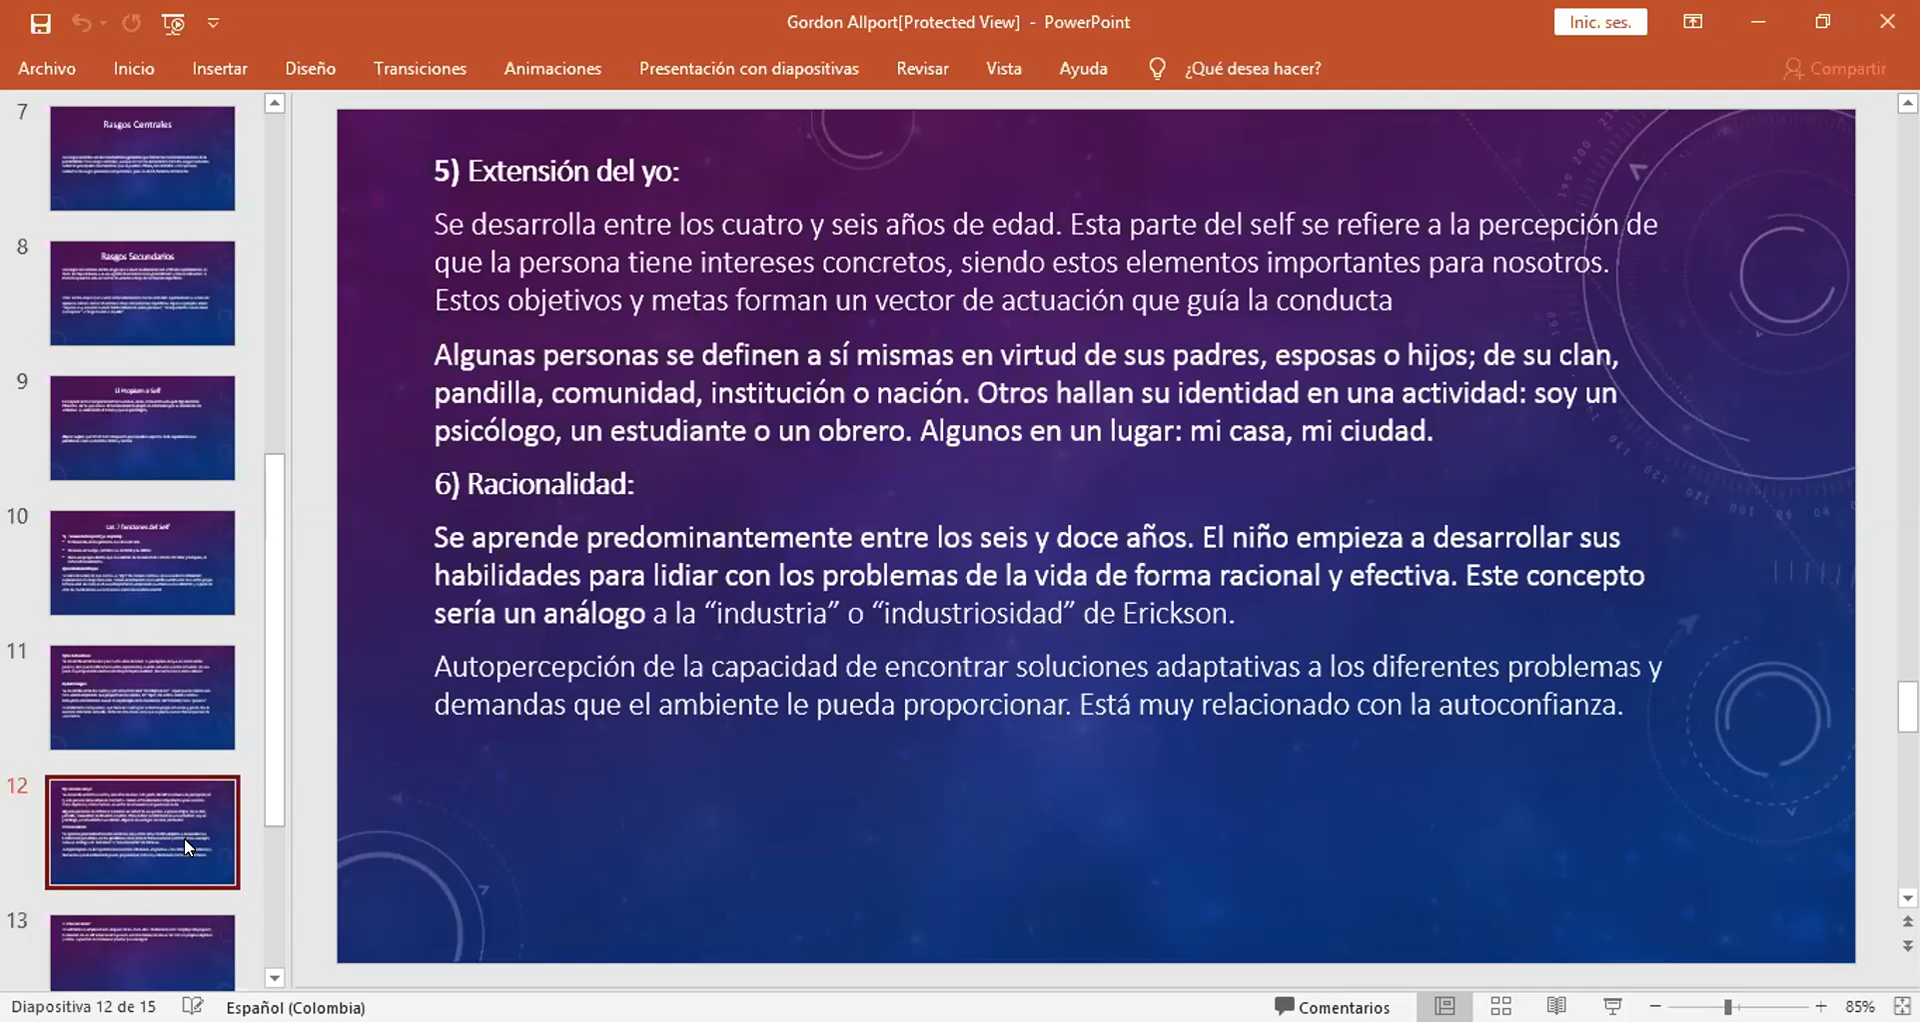 Gordon Allport[Protected View] - PowerPoint
Inic. ses.
Archivo Inicio Insertar Diseño Transiciones Animaciones Presentación con diapositivas Revisar Vista Ayuda ¿Qué desea hacer? Compartir
7
Rasgos Centrales
8
Rasgos Secundarios
9
El Propium o Self
10
Las 7 funciones del Self
11
12
13
5) Extensión del yo:
Se desarrolla entre los cuatro y seis años de edad. Esta parte del self se refiere a la percepción de
que la persona tiene intereses concretos, siendo estos elementos importantes para nosotros.
Estos objetivos y metas forman un vector de actuación que guía la conducta
Algunas personas se definen a sí mismas en virtud de sus padres, esposas o hijos; de su clan,
pandilla, comunidad, institución o nación. Otros hallan su identidad en una actividad: soy un
psicólogo, un estudiante o un obrero. Algunos en un lugar: mi casa, mi ciudad.
6) Racionalidad:
Se aprende predominantemente entre los seis y doce años. El niño empieza a desarrollar sus
habilidades para lidiar con los problemas de la vida de forma racional y efectiva. Este concepto
sería un análogo a la “industria” o “industriosidad” de Erickson.
Autopercepción de la capacidad de encontrar soluciones adaptativas a los diferentes problemas y
demandas que el ambiente le pueda proporcionar. Está muy relacionado con la autoconfianza.
Diapositiva 12 de 15 Español (Colombia) Comentarios 85%